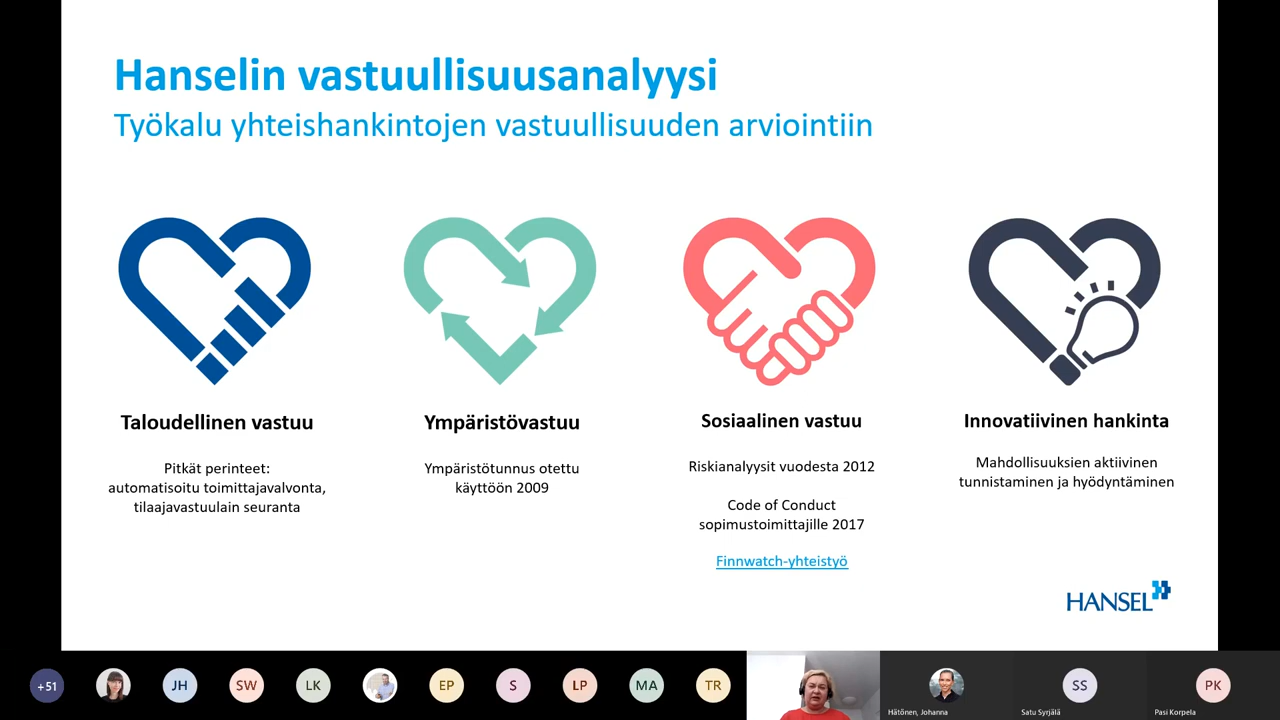 Hanselin vastuullisuusanalyysi
Työkalu yhteishankintojen vastuullisuuden arviointiin
Taloudellinen vastuu
Pitkät perinteet:
automatisoitu toimittajavalvonta,
tilaajavastuulain seuranta
Ympäristövastuu
Ympäristötunnus otettu
käyttöön 2009
Sosiaalinen vastuu
Riskianalyysit vuodesta 2012
Code of Conduct
sopimustoimittajille 2017
Finnwatch-yhteistyö
Innovatiivinen hankinta
Mahdollisuuksien aktiivinen
tunnistaminen ja hyödyntäminen
HANSEL
+51
JH
SW
LK
EP
S
LP
MA
TR
Hätönen, Johanna
SS
Satu Syrjälä
PK
Pasi Korpela